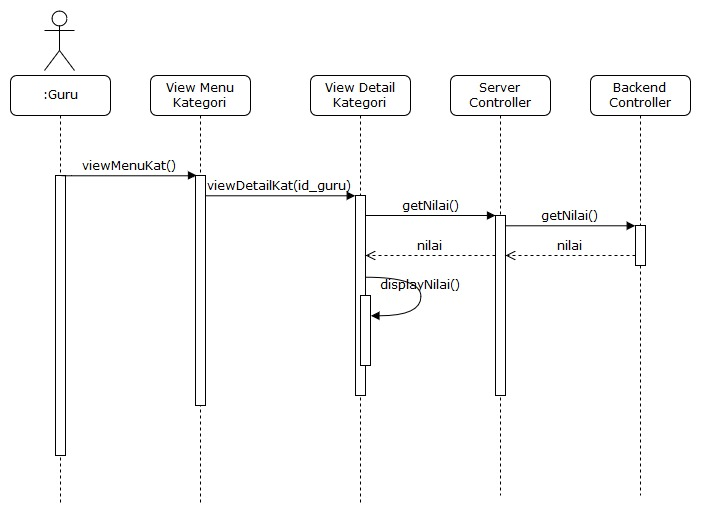 :Guru
View Menu
Kategori
View Detail
Kategori
Server
Controller
Backend
Controller
viewMenuKat()
viewDetailKat(id_guru)
getNilai()
getNilai()
nilai
nilai
displayNilai()